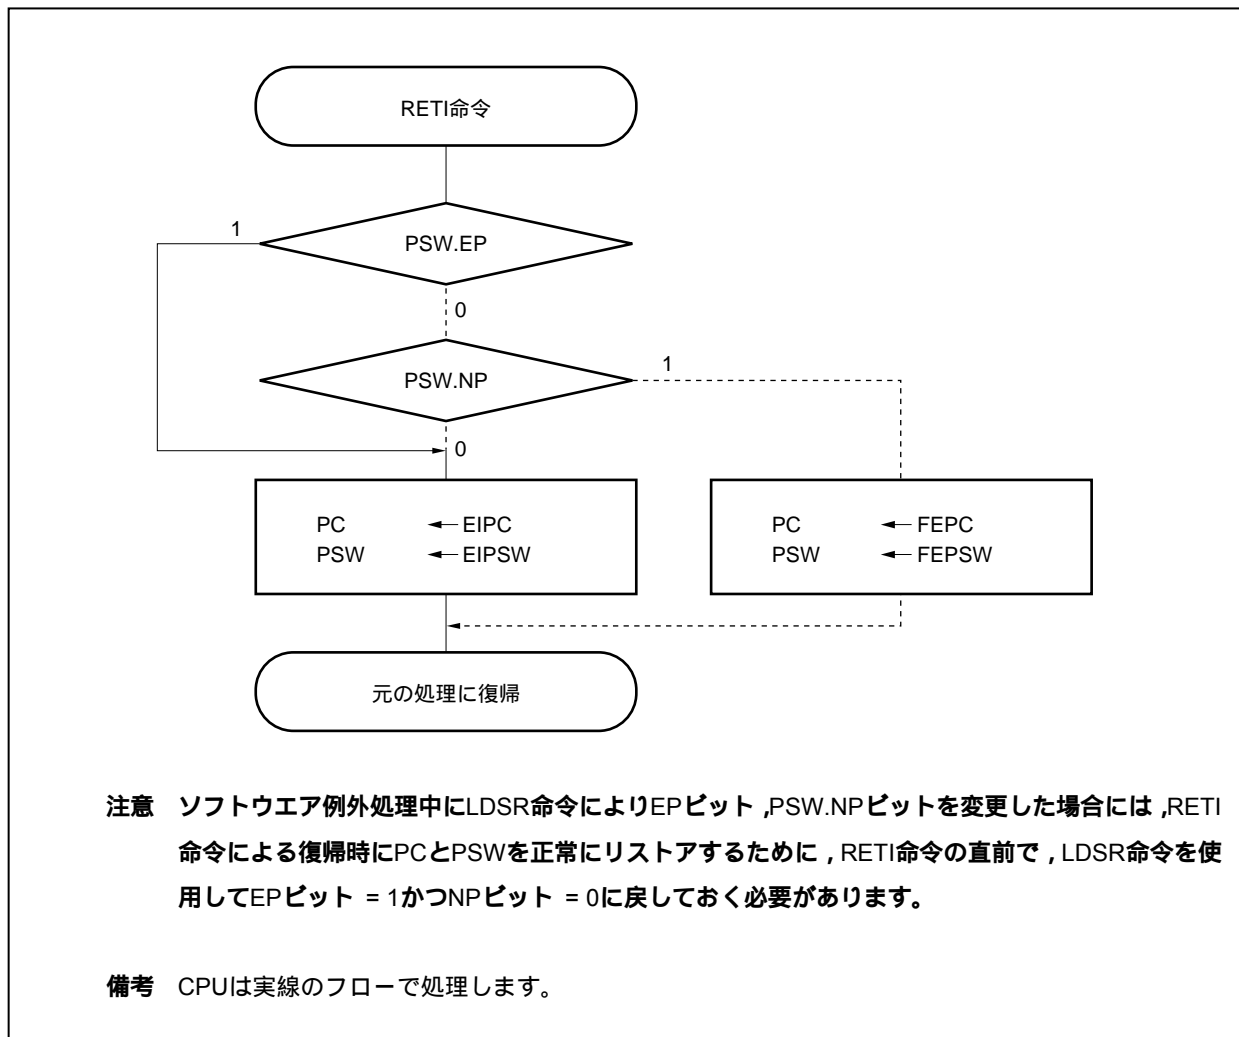 RETI命令
1
PSW.EP
0
PSW.NP
1
0
PC ← EIPC
PSW ← EIPSW
PC ← FEPC
PSW ← FEPSW
元の処理に復帰
注意 ソフトウエア例外処理中にLDSR命令によりEPビット,PSW.NPビットを変更した場合には,RETI
命令による復帰時にPCとPSWを正常にリストアするために,RETI命令の直前で,LDSR命令を使
用してEPビット = 1かつNPビット = 0に戻しておく必要があります。
備考 CPUは実線のフローで処理します。